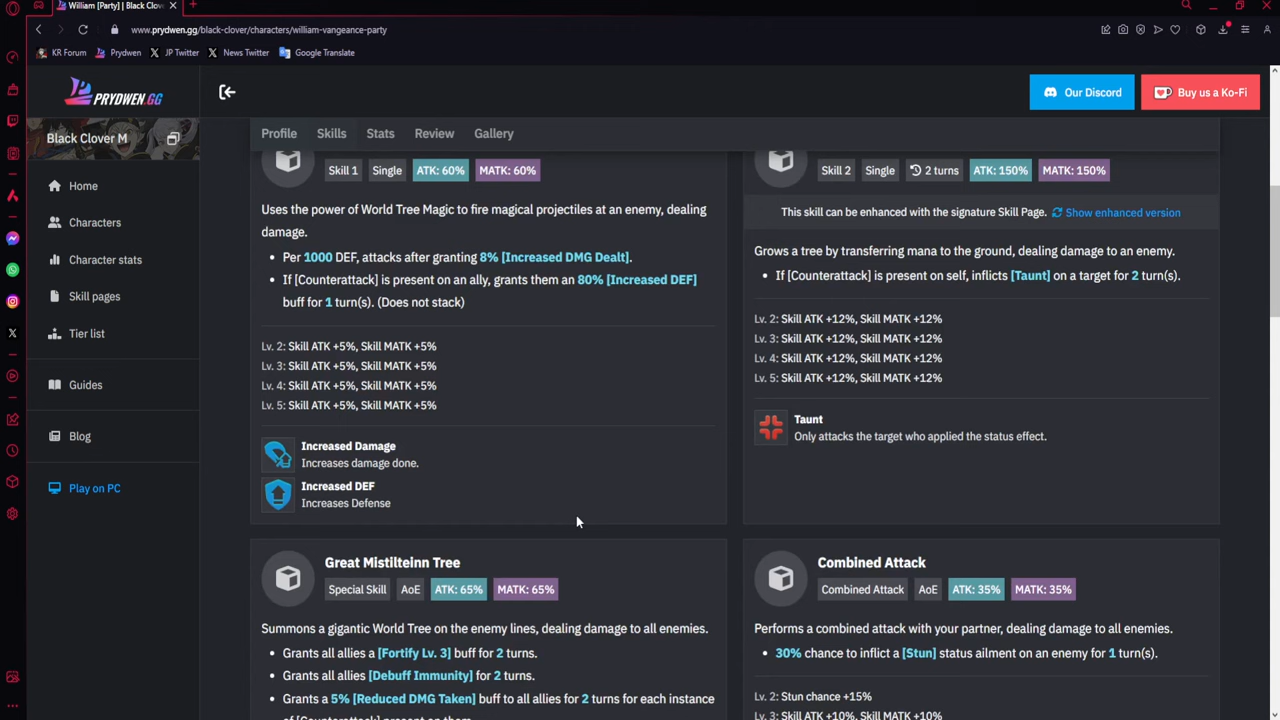 William [Party] | Black Clov
www.prydwen.gg/black-clover/characters/william-vangeance-party
KR Forum
Prydwen
JP Twitter
News Twitter
Google Translate
PRYDWEN.GG
Our Discord
Buy us a Ko-Fi
Black Clover M
Home
Characters
Character stats
Skill pages
Tier list
Guides
Blog
Play on PC
Profile
Skills
Stats
Review
Gallery
Skill 1 Single ATK: 60% MATK: 60%
Uses the power of World Tree Magic to fire magical projectiles at an enemy, dealing
damage.
• Per 1000 DEF, attacks after granting 8% [Increased DMG Dealt].
• If [Counterattack] is present on an ally, grants them an 80% [Increased DEF]
buff for 1 turn(s). (Does not stack)
Lv. 2: Skill ATK +5%, Skill MATK +5%
Lv. 3: Skill ATK +5%, Skill MATK +5%
Lv. 4: Skill ATK +5%, Skill MATK +5%
Lv. 5: Skill ATK +5%, Skill MATK +5%
Increased Damage
Increases damage done.
Increased DEF
Increases Defense
Skill 2 Single 2 turns ATK: 150% MATK: 150%
This skill can be enhanced with the signature Skill Page. Show enhanced version
Grows a tree by transferring mana to the ground, dealing damage to an enemy.
• If [Counterattack] is present on self, inflicts [Taunt] on a target for 2 turn(s).
Lv. 2: Skill ATK +12%, Skill MATK +12%
Lv. 3: Skill ATK +12%, Skill MATK +12%
Lv. 4: Skill ATK +12%, Skill MATK +12%
Lv. 5: Skill ATK +12%, Skill MATK +12%
Taunt
Only attacks the target who applied the status effect.
Great Mistilteinn Tree
Special Skill AoE ATK: 65% MATK: 65%
Summons a gigantic World Tree on the enemy lines, dealing damage to all enemies.
• Grants all allies a [Fortify Lv. 3] buff for 2 turns.
• Grants all allies [Debuff Immunity] for 2 turns.
• Grants a 5% [Reduced DMG Taken] buff to all allies for 2 turns for each instance
of [Counterattack] present on them.
Combined Attack
Combined Attack AoE ATK: 35% MATK: 35%
Performs a combined attack with your partner, dealing damage to all enemies.
• 30% chance to inflict a [Stun] status ailment on an enemy for 1 turn(s).
Lv. 2: Stun chance +15%
Lv. 3: Skill ATK +10%, Skill MATK +10%